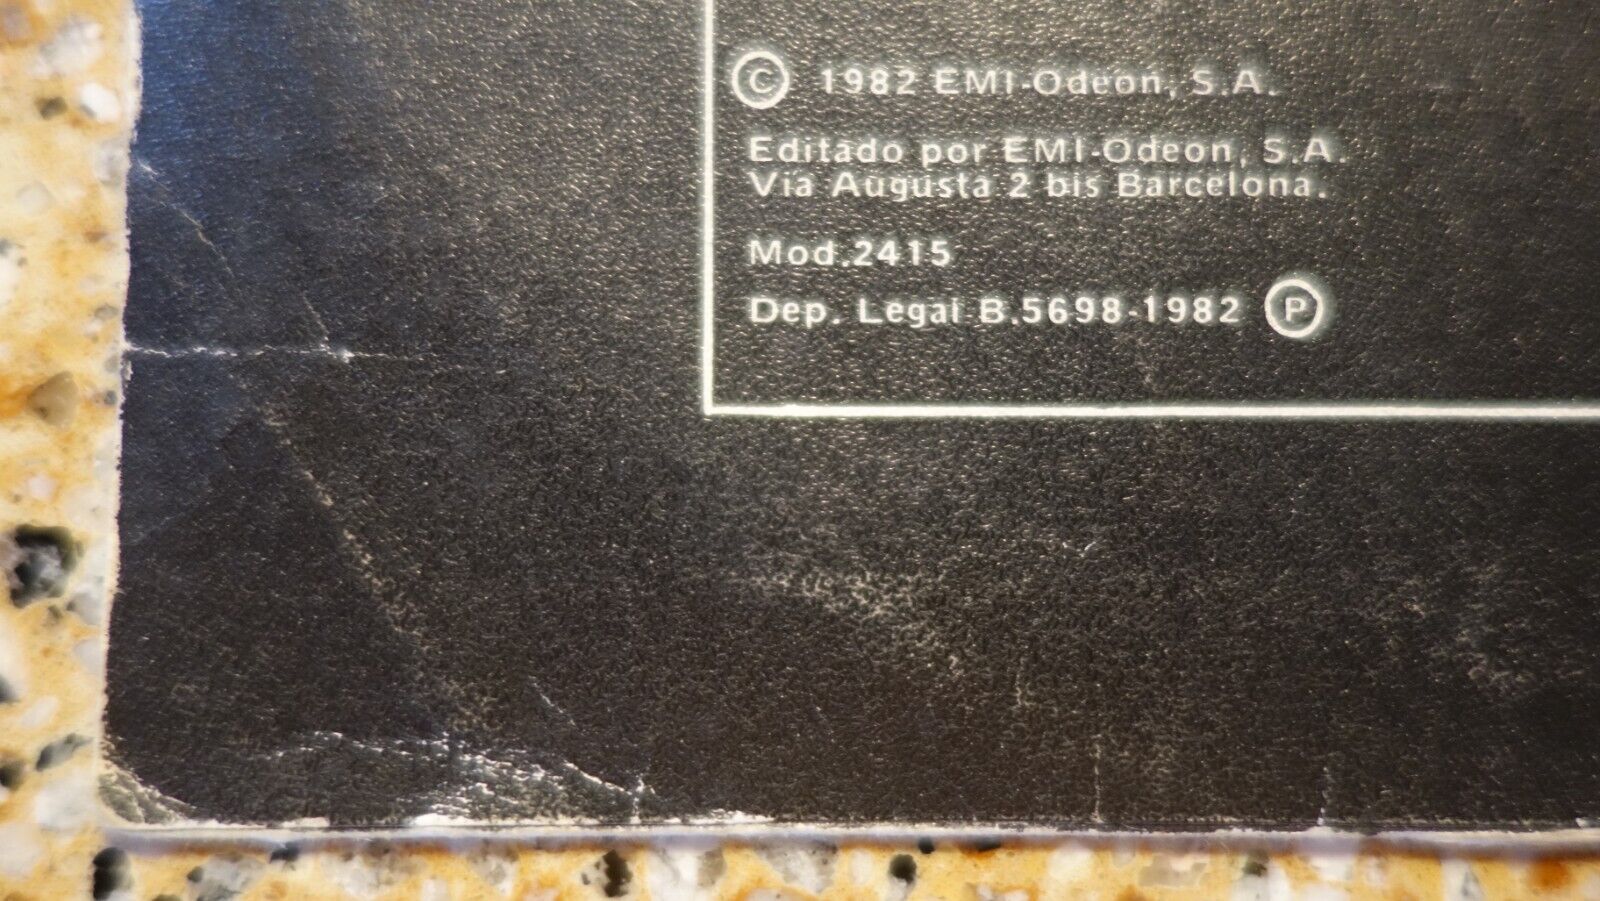 © 1982 EMI-Odeon, S.A.
Editado por EMI-Odeon, S.A.
Via Augusta 2 bis Barcelona.
Mod.2415
Dep. Legal B.5698-1982 Ⓟ